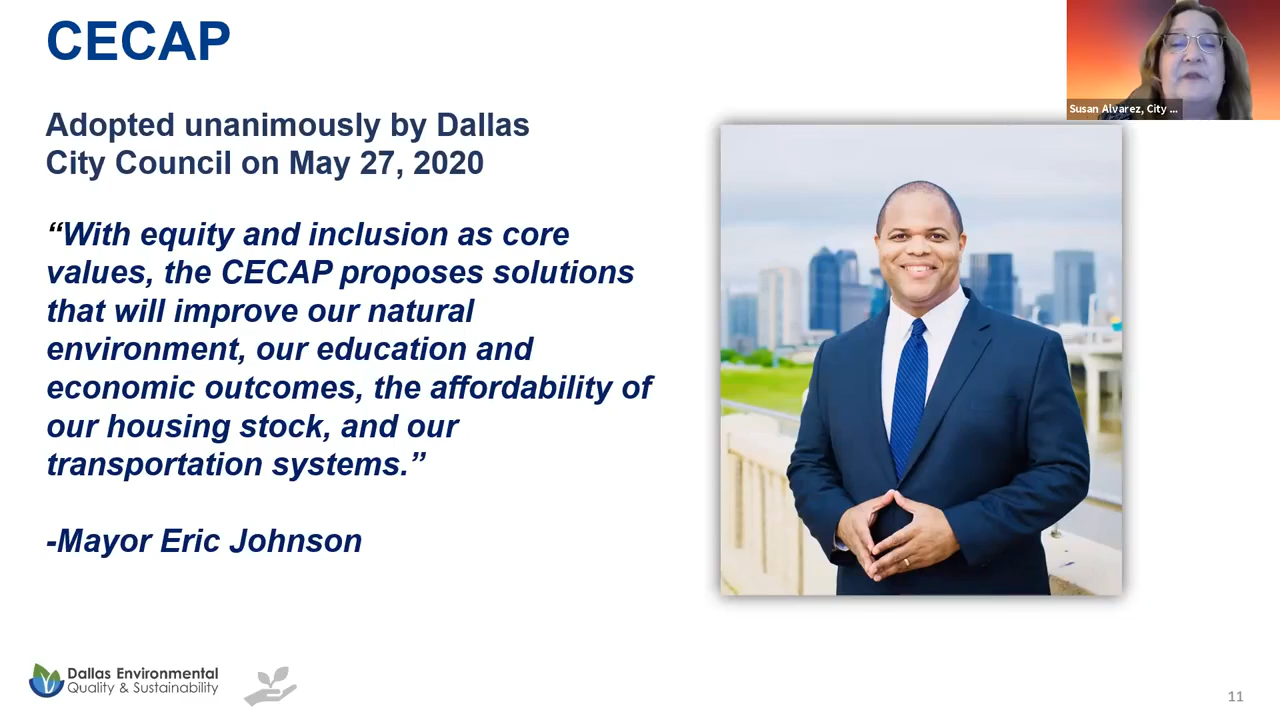 CECAP
Susan Alvarez, City ...
Adopted unanimously by Dallas
City Council on May 27, 2020
“With equity and inclusion as core
values, the CECAP proposes solutions
that will improve our natural
environment, our education and
economic outcomes, the affordability of
our housing stock, and our
transportation systems.”
-Mayor Eric Johnson
Dallas Environmental
Quality & Sustainability
11